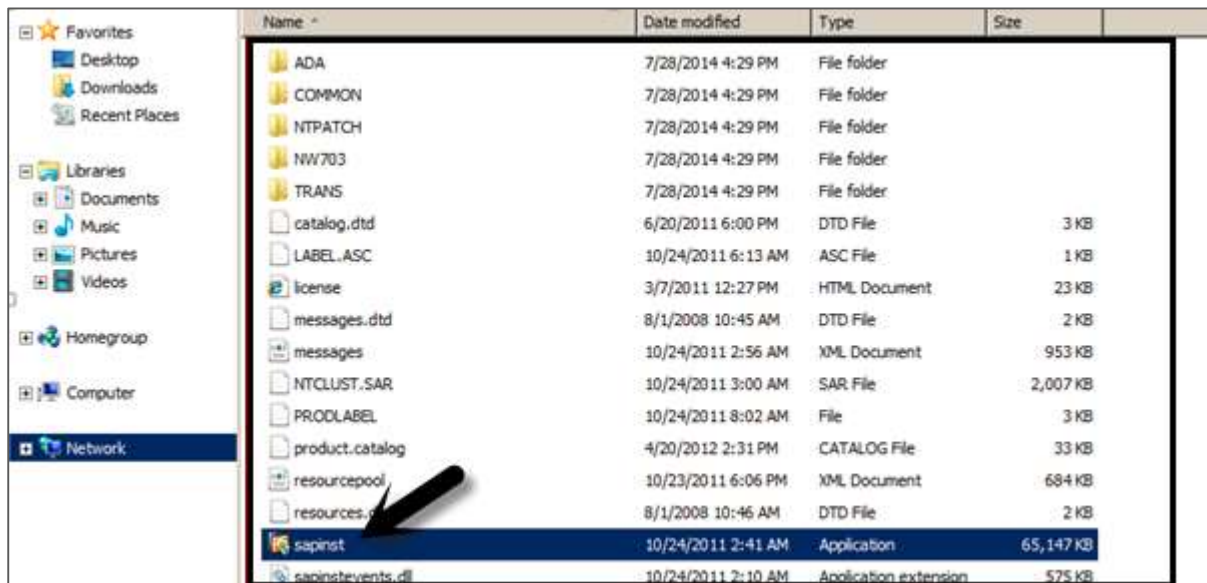 Favorites
Desktop
Downloads
Recent Places
Libraries
Documents
Music
Pictures
Videos
Homegroup
Computer
Network
Name Date modified Type Size
ADA 7/28/2014 4:29 PM File folder
COMMON 7/28/2014 4:29 PM File folder
NTPATCH 7/28/2014 4:29 PM File folder
NW703 7/28/2014 4:29 PM File folder
TRANS 7/28/2014 4:29 PM File folder
catalog.dtd 6/20/2011 6:00 PM DTD File 3 KB
LABEL.ASC 10/24/2011 6:13 AM ASC File 1 KB
license 3/7/2011 12:27 PM HTML Document 23 KB
messages.dtd 8/1/2008 10:45 AM DTD File 2 KB
messages 10/24/2011 2:56 AM XML Document 953 KB
NTCLUST.SAR 10/24/2011 3:00 AM SAR File 2,007 KB
PRODLABEL 10/24/2011 8:02 AM File 3 KB
product.catalog 4/20/2012 2:31 PM CATALOG File 33 KB
resourcepool 10/23/2011 6:06 PM XML Document 684 KB
resources. 8/1/2008 10:46 AM DTD File 2 KB
sapinst 10/24/2011 2:41 AM Application 65,147 KB
sapinstevents.dll 10/24/2011 2:10 AM Application extension 575 KB